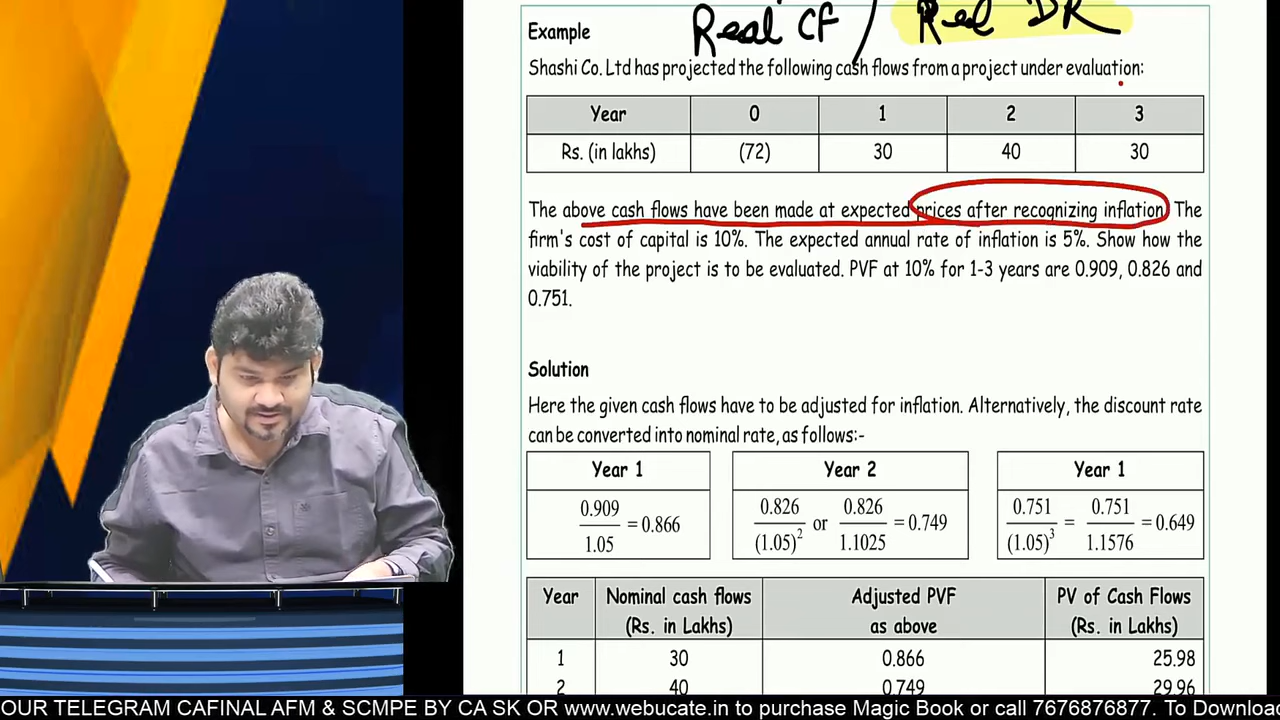 Real CF / Real DR
Example
Shashi Co. Ltd has projected the following cash flows from a project under evaluation:
Year 0 1 2 3
Rs. (in lakhs) (72) 30 40 30
The above cash flows have been made at expected prices after recognizing inflation. The
firm's cost of capital is 10%. The expected annual rate of inflation is 5%. Show how the
viability of the project is to be evaluated. PVF at 10% for 1-3 years are 0.909, 0.826 and
0.751.
Solution
Here the given cash flows have to be adjusted for inflation. Alternatively, the discount rate
can be converted into nominal rate, as follows:-
Year 1 Year 2 Year 1
0.909/1.05 = 0.866 0.826/(1.05)² or 0.826/1.1025 = 0.749 0.751/(1.05)³ = 0.751/1.1576 = 0.649
Year Nominal cash flows (Rs. in Lakhs) Adjusted PVF as above PV of Cash Flows (Rs. in Lakhs)
1 30 0.866 25.98
2 40 0.749 29.96
OUR TELEGRAM CAFINAL AFM & SCMPE BY CA SK OR www.webucate.in to purchase Magic Book or call 7676876877. To Downloa